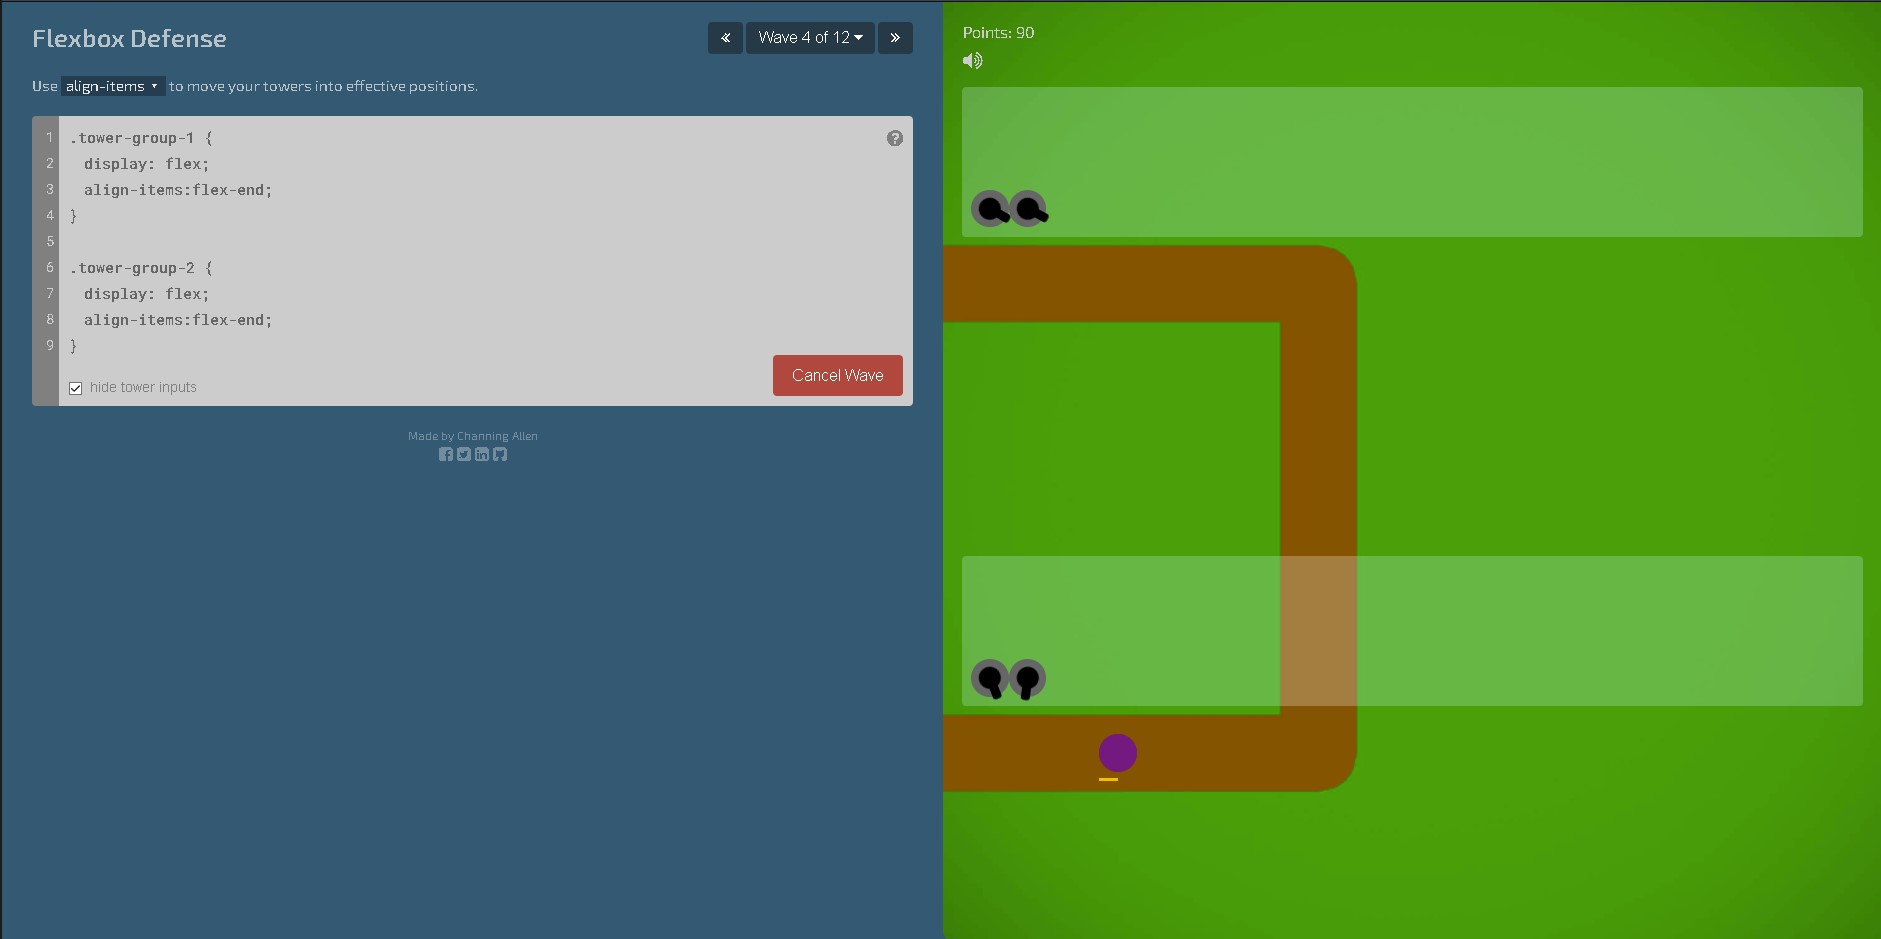 Flexbox Defense
«
Wave 4 of 12
»
Use align-items to move your towers into effective positions.
1 .tower-group-1 {
2 display: flex;
3 align-items:flex-end;
4 }
5
6 .tower-group-2 {
7 display: flex;
8 align-items:flex-end;
9 }
?
hide tower inputs
Cancel Wave
Made by Channing Allen
Points: 90